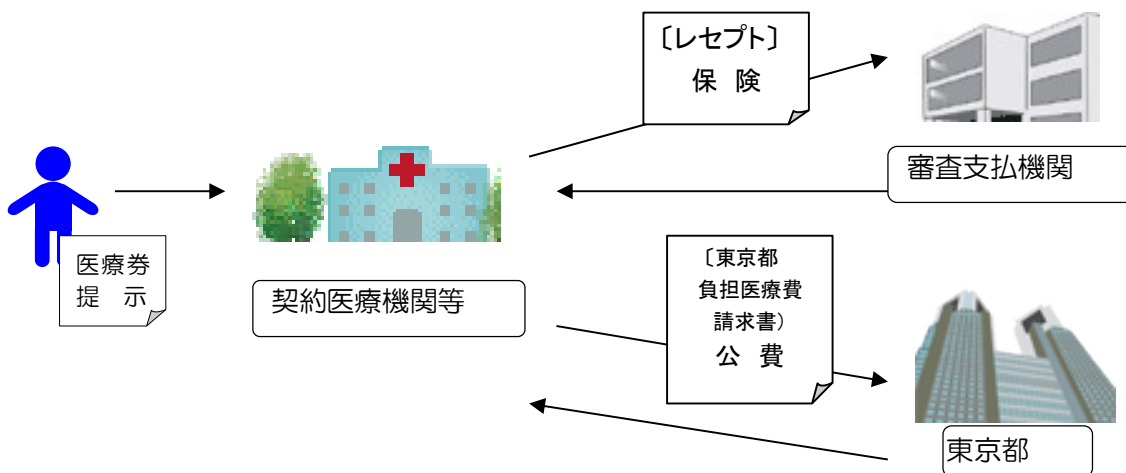 〔レセプト〕
保 険
審査支払機関
医療券
提 示
契約医療機関等
〔東京都
負担医療費
請求書）
公 費
東京都